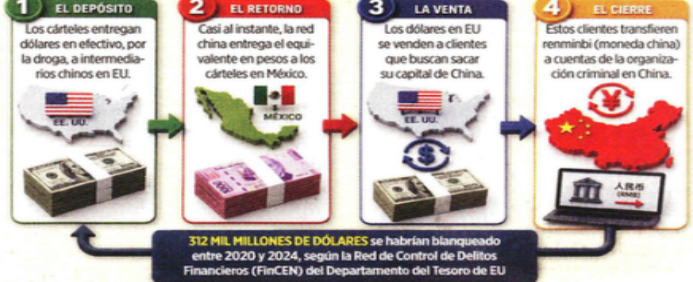 1 EL DEPÓSITO
Los cárteles entregan
dólares en efectivo, por
la droga, a intermedia-
rios chinos en EU.
EE. UU.
2 EL RETORNO
Casi al instante, la red
china entrega el equi-
valente en pesos a los
cárteles en México.
MÉXICO
3 LA VENTA
Los dólares en EU
se venden a clientes
que buscan sacar
su capital de China.
EE. UU.
$
4 EL CIERRE
Estos clientes transfieren
renminbi (moneda china)
a cuentas de la organiza-
ción criminal en China.
¥
人民币
(RMB)
312 MIL MILLONES DE DÓLARES se habrían blanqueado
entre 2020 y 2024, según la Red de Control de Delitos
Financieros (FinCEN) del Departamento del Tesoro de EU